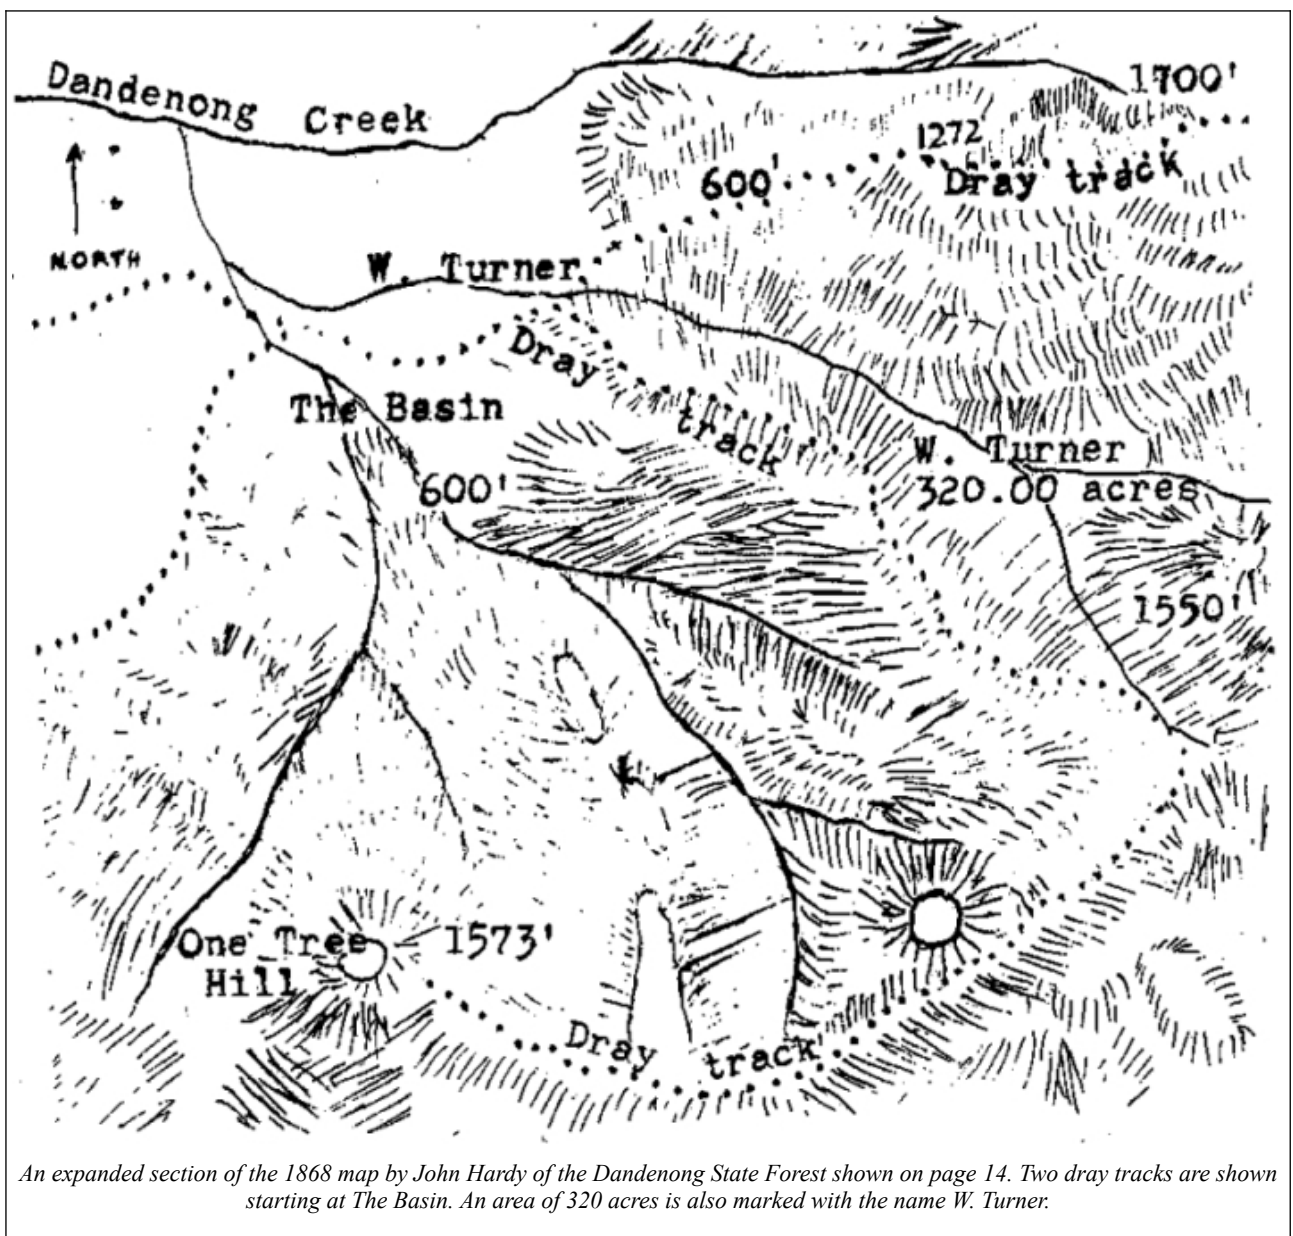 Dandenong Creek
1700'
1272
600'
Dray track
NORTH
W. Turner
Dray track
The Basin
600'
W. Turner
320.00 acres
1550'
One Tree
Hill
1573'
Dray track
An expanded section of the 1868 map by John Hardy of the Dandenong State Forest shown on page 14. Two dray tracks are shown
starting at The Basin. An area of 320 acres is also marked with the name W. Turner.